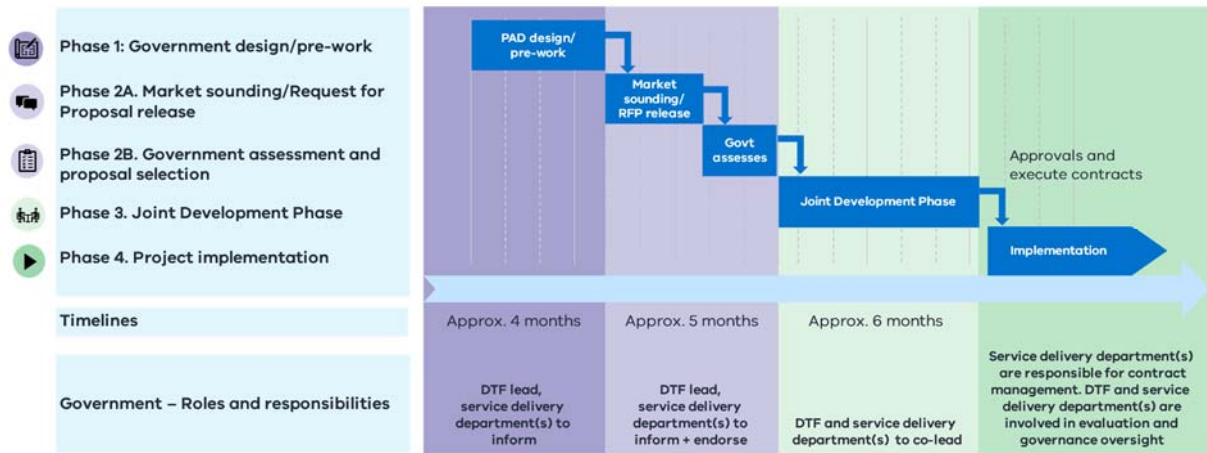 Phase 1: Government design/pre-work
Phase 2A. Market sounding/Request for
Proposal release
Phase 2B. Government assessment and
proposal selection
Phase 3. Joint Development Phase
Phase 4. Project implementation
PAD design/
pre-work
Market
sounding/
RFP release
Govt
assesses
Joint Development Phase
Approvals and
execute contracts
Implementation
Timelines
Approx. 4 months
Approx. 5 months
Approx. 6 months
Government – Roles and responsibilities
DTF lead,
service delivery
department(s) to
inform
DTF lead,
service delivery
department(s) to
inform + endorse
DTF and service delivery
department(s) to co-lead
Service delivery department(s)
are responsible for contract
management. DTF and service
delivery department(s) are
involved in evaluation and
governance oversight